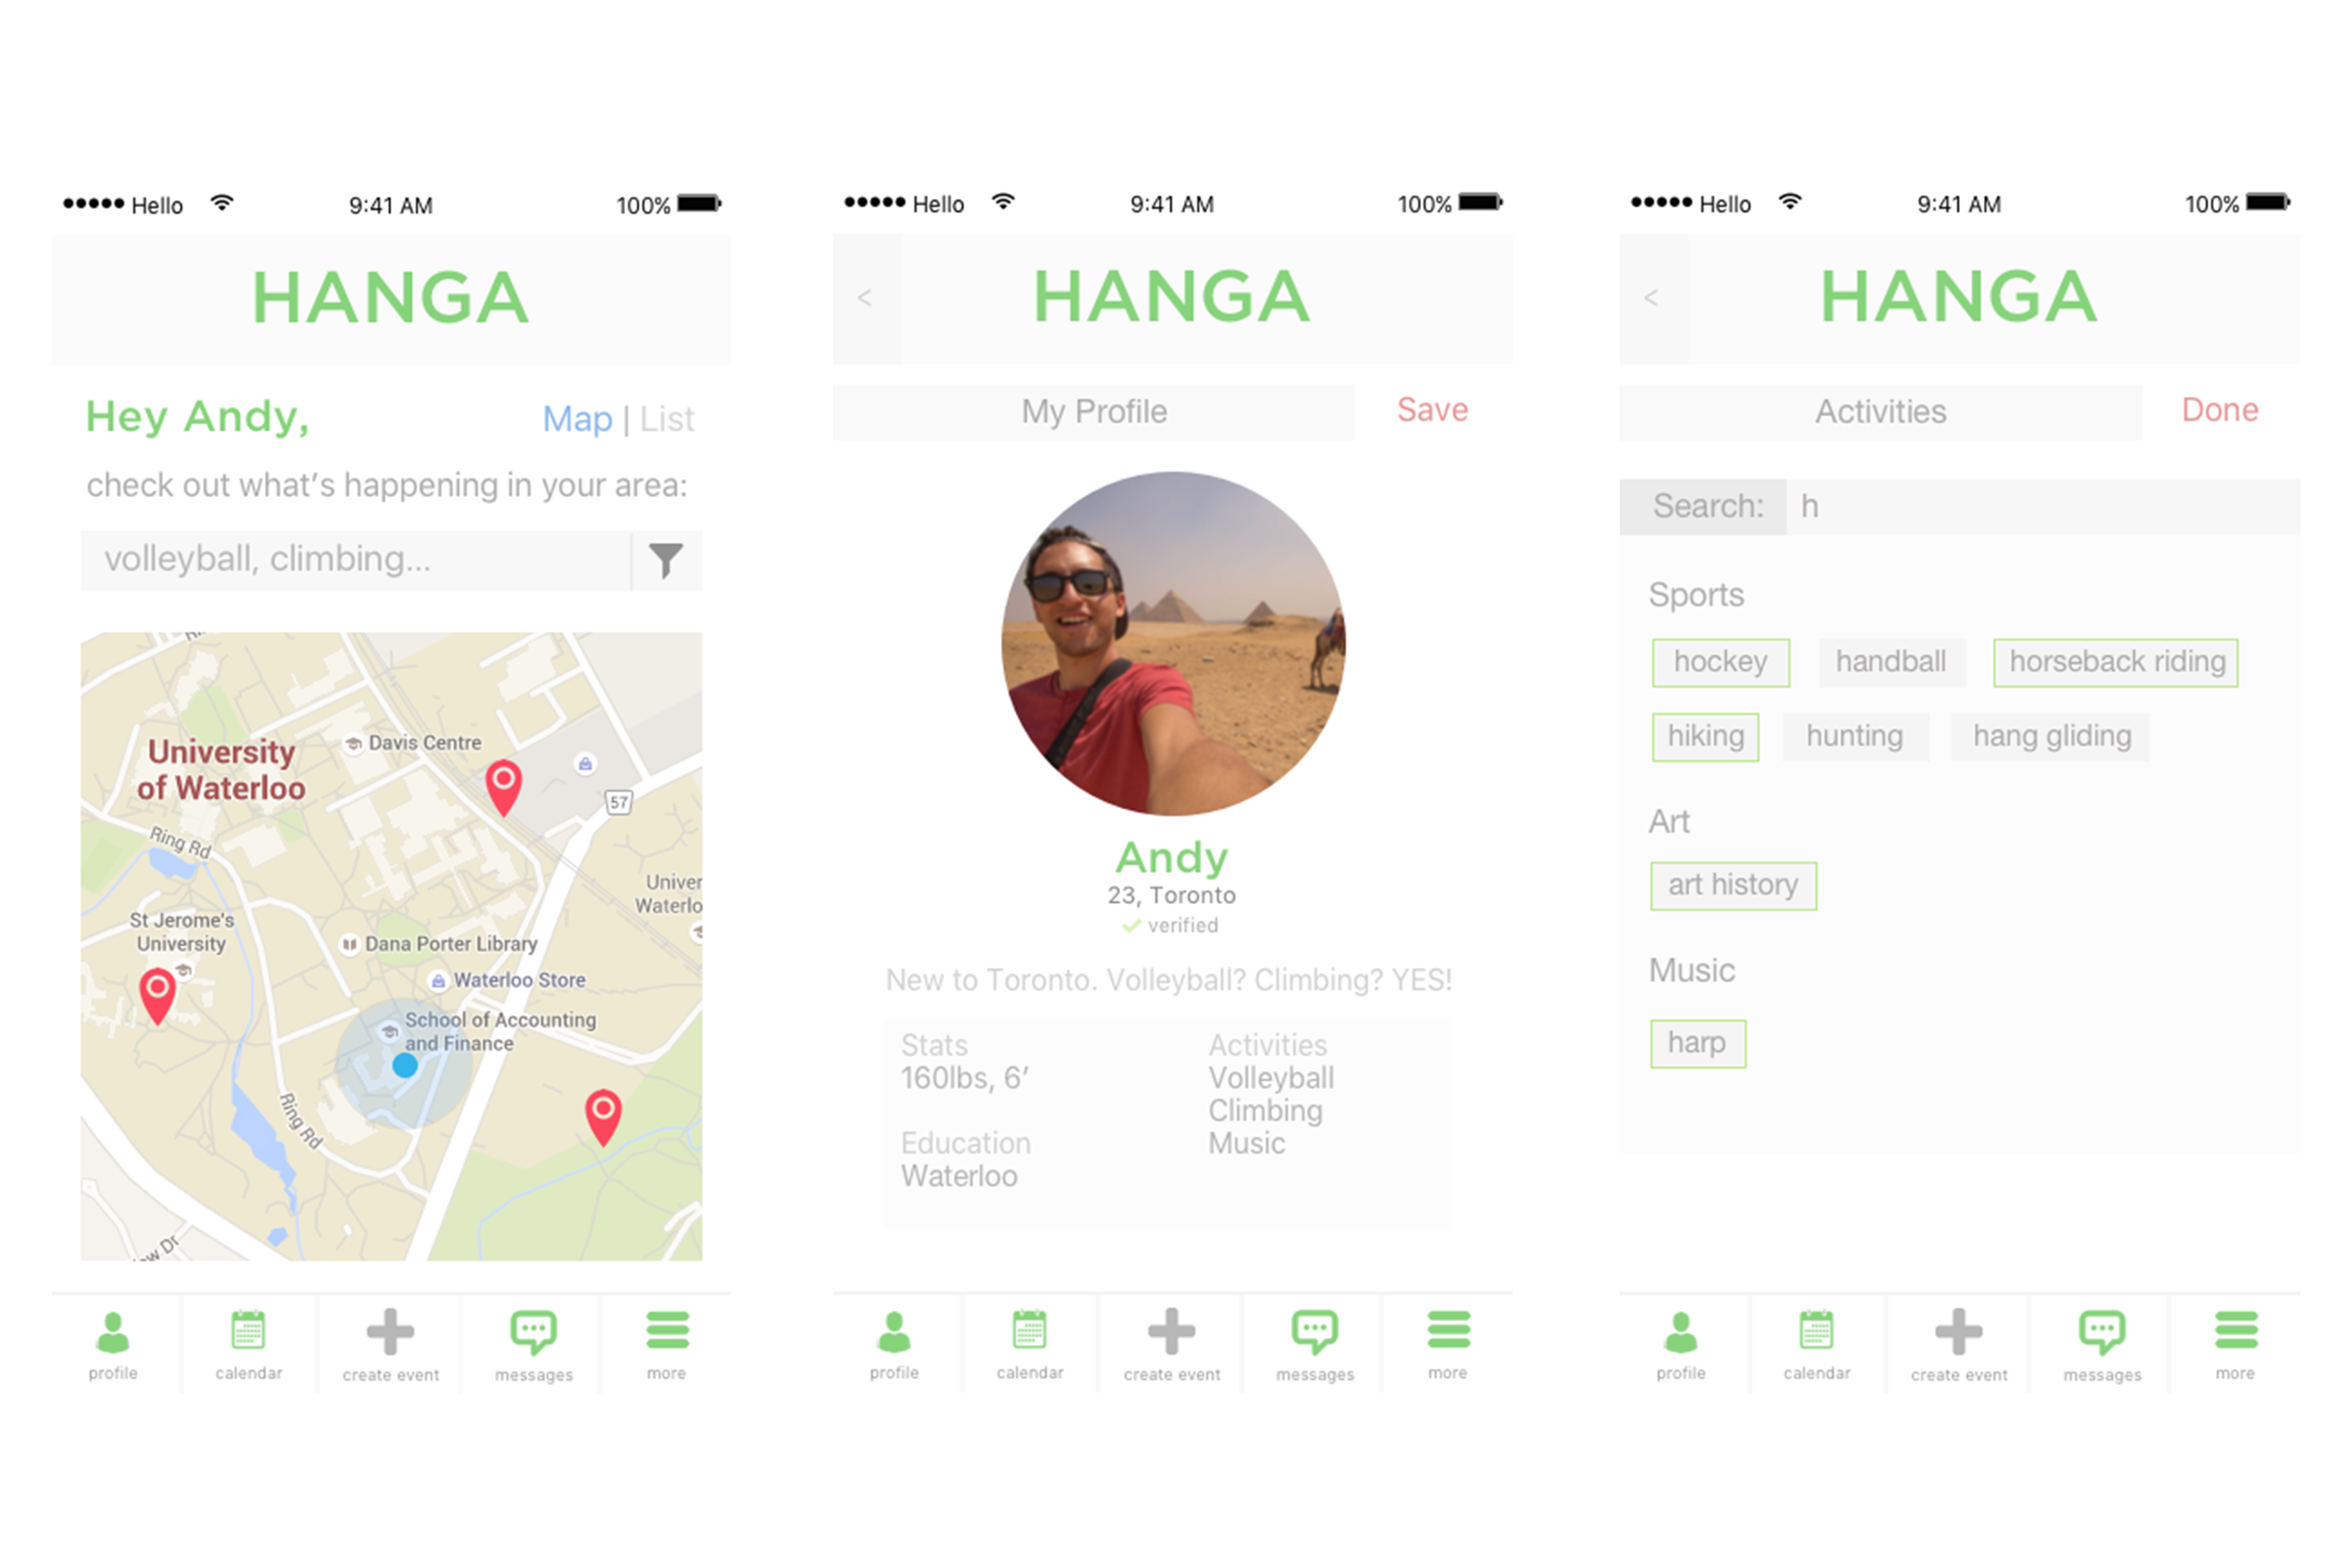 Hello 9:41 AM 100%
HANGA
Hey Andy, Map | List
check out what's happening in your area:
volleyball, climbing...
University
of Waterloo
Davis Centre
57
Ring Rd
St Jerome's
University
Univer
Waterlo
Dana Porter Library
Waterloo Store
School of Accounting
and Finance
Ring Rd
profile calendar create event messages more
Hello 9:41 AM 100%
< HANGA
My Profile Save
Andy
23, Toronto
verified
New to Toronto. Volleyball? Climbing? YES!
Stats
160lbs, 6'
Education
Waterloo
Activities
Volleyball
Climbing
Music
profile calendar create event messages more
Hello 9:41 AM 100%
< HANGA
Activities Done
Search: h
Sports
hockey handball horseback riding
hiking hunting hang gliding
Art
art history
Music
harp
profile calendar create event messages more